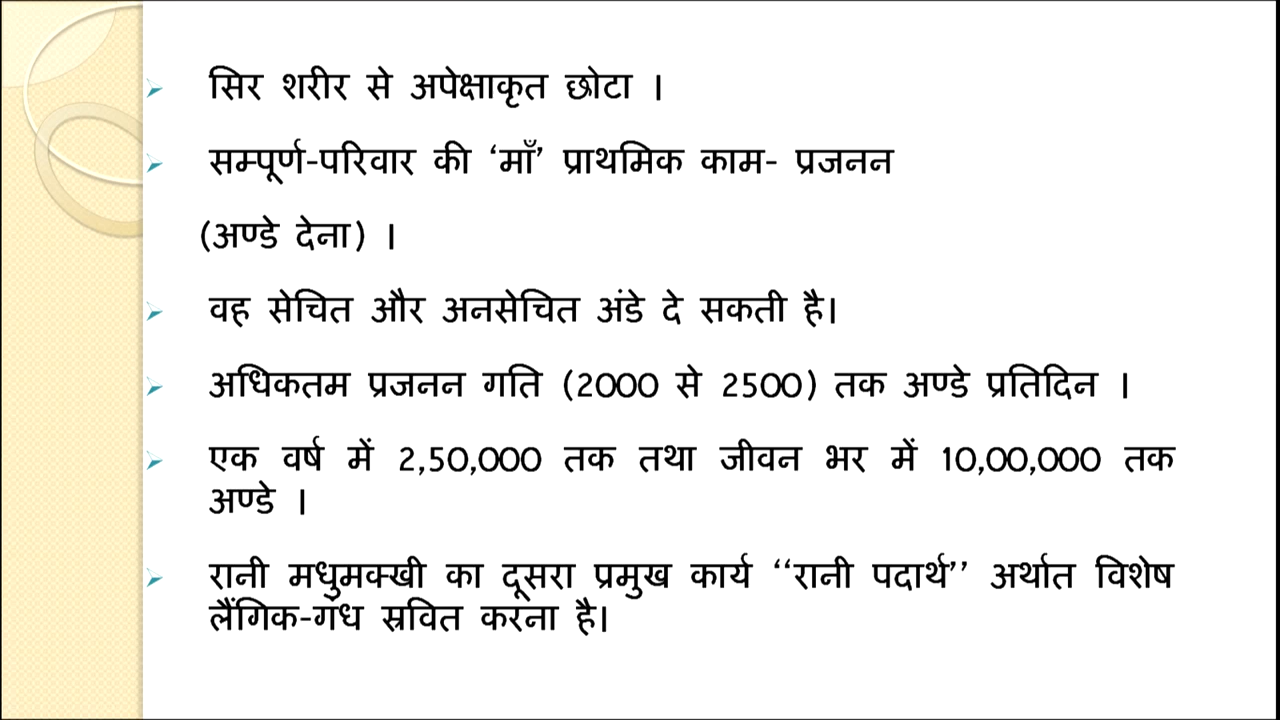 सिर शरीर से अपेक्षाकृत छोटा ।
सम्पूर्ण-परिवार की ‘माँ’ प्राथमिक काम- प्रजनन
(अण्डे देना) ।
वह सेचित और अनसेचित अंडे दे सकती है।
अधिकतम प्रजनन गति (2000 से 2500) तक अण्डे प्रतिदिन ।
एक वर्ष में 2,50,000 तक तथा जीवन भर में 10,00,000 तक
अण्डे ।
रानी मधुमक्खी का दूसरा प्रमुख कार्य ‘‘रानी पदार्थ’’ अर्थात विशेष
लैंगिक-गंध स्रवित करना है।